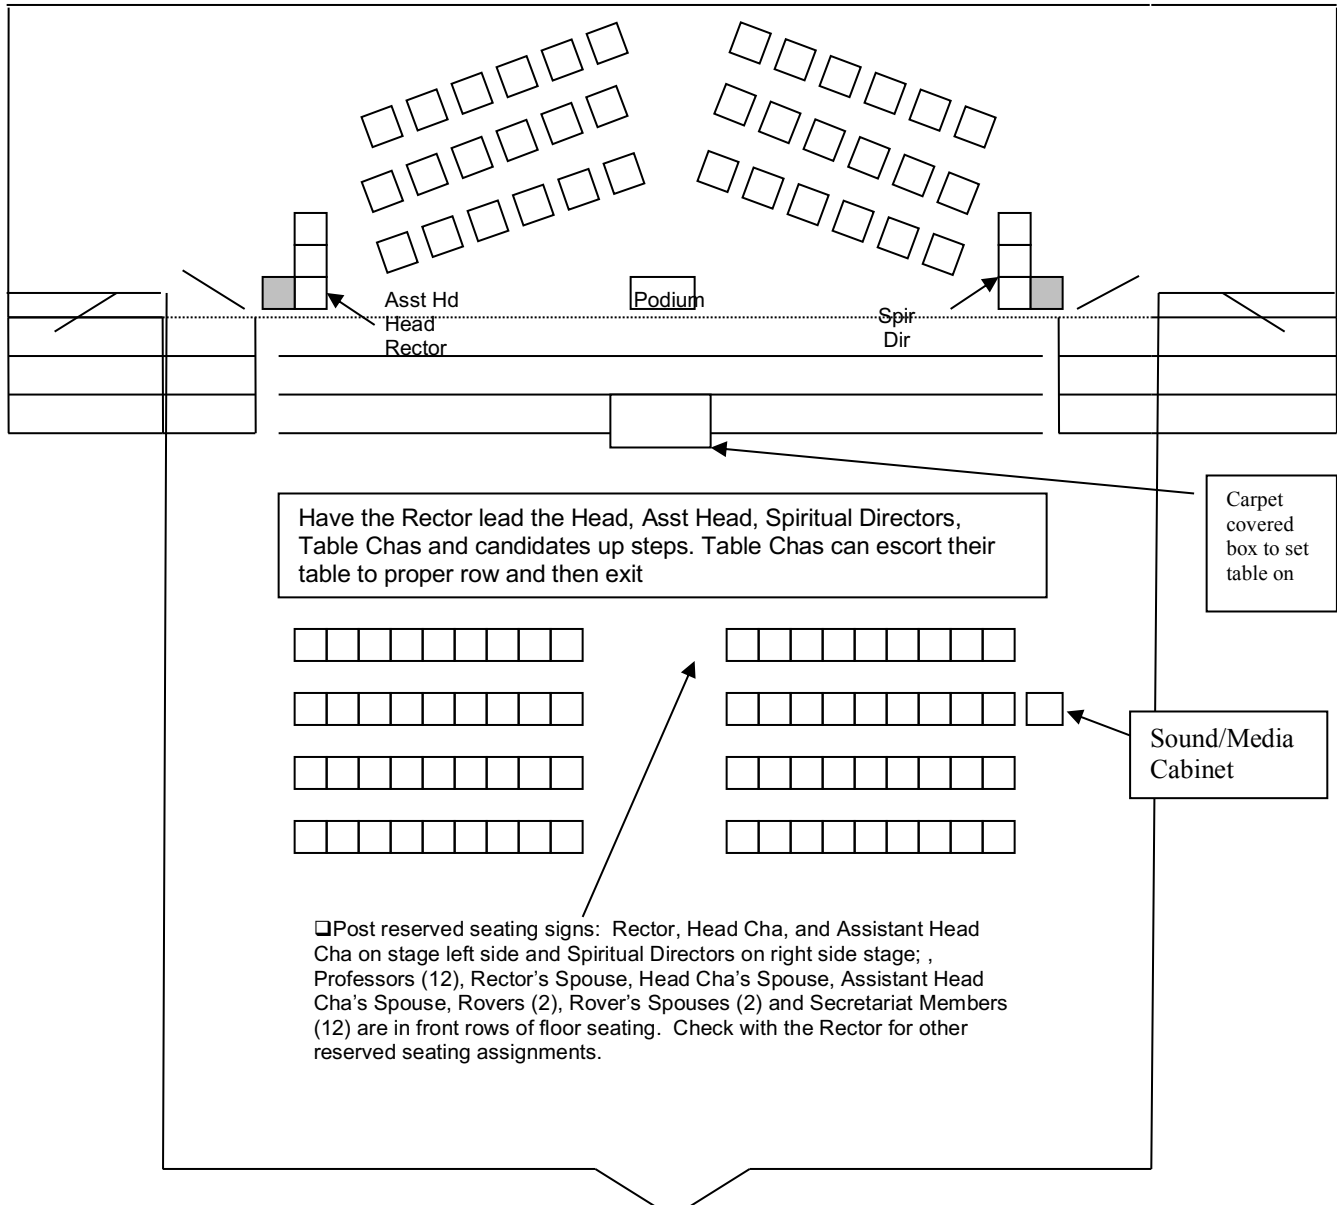 Asst Hd
Head
Rector
Podium
Spir
Dir
Carpet
covered
box to set
table on
Have the Rector lead the Head, Asst Head, Spiritual Directors,
Table Chas and candidates up steps. Table Chas can escort their
table to proper row and then exit
Sound/Media
Cabinet
❑Post reserved seating signs:  Rector, Head Cha, and Assistant Head
Cha on stage left side and Spiritual Directors on right side stage; ,
Professors (12), Rector’s Spouse, Head Cha’s Spouse, Assistant Head
Cha’s Spouse, Rovers (2), Rover’s Spouses (2) and Secretariat Members
(12) are in front rows of floor seating.  Check with the Rector for other
reserved seating assignments.